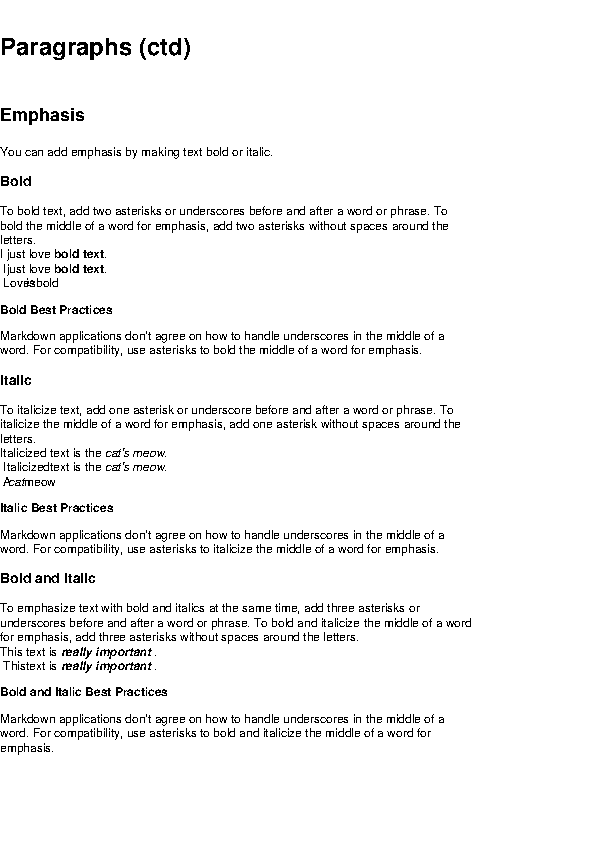 Paragraphs (ctd)
Emphasis
You can add emphasis by making text bold or italic.
Bold
To bold text, add two asterisks or underscores before and after a word or phrase. To
bold the middle of a word for emphasis, add two asterisks without spaces around the
letters.
I just love bold text.
Ijust love bold text.
Loveisbold
Bold Best Practices
Markdown applications don't agree on how to handle underscores in the middle of a
word. For compatibility, use asterisks to bold the middle of a word for emphasis.
Italic
To italicize text, add one asterisk or underscore before and after a word or phrase. To
italicize the middle of a word for emphasis, add one asterisk without spaces around the
letters.
Italicized text is the cat's meow.
Italicizedtext is the cat's meow.
Acatmeow
Italic Best Practices
Markdown applications don't agree on how to handle underscores in the middle of a
word. For compatibility, use asterisks to italicize the middle of a word for emphasis.
Bold and Italic
To emphasize text with bold and italics at the same time, add three asterisks or
underscores before and after a word or phrase. To bold and italicize the middle of a word
for emphasis, add three asterisks without spaces around the letters.
This text is really important .
Thistext is really important .
Bold and Italic Best Practices
Markdown applications don't agree on how to handle underscores in the middle of a
word. For compatibility, use asterisks to bold and italicize the middle of a word for
emphasis.